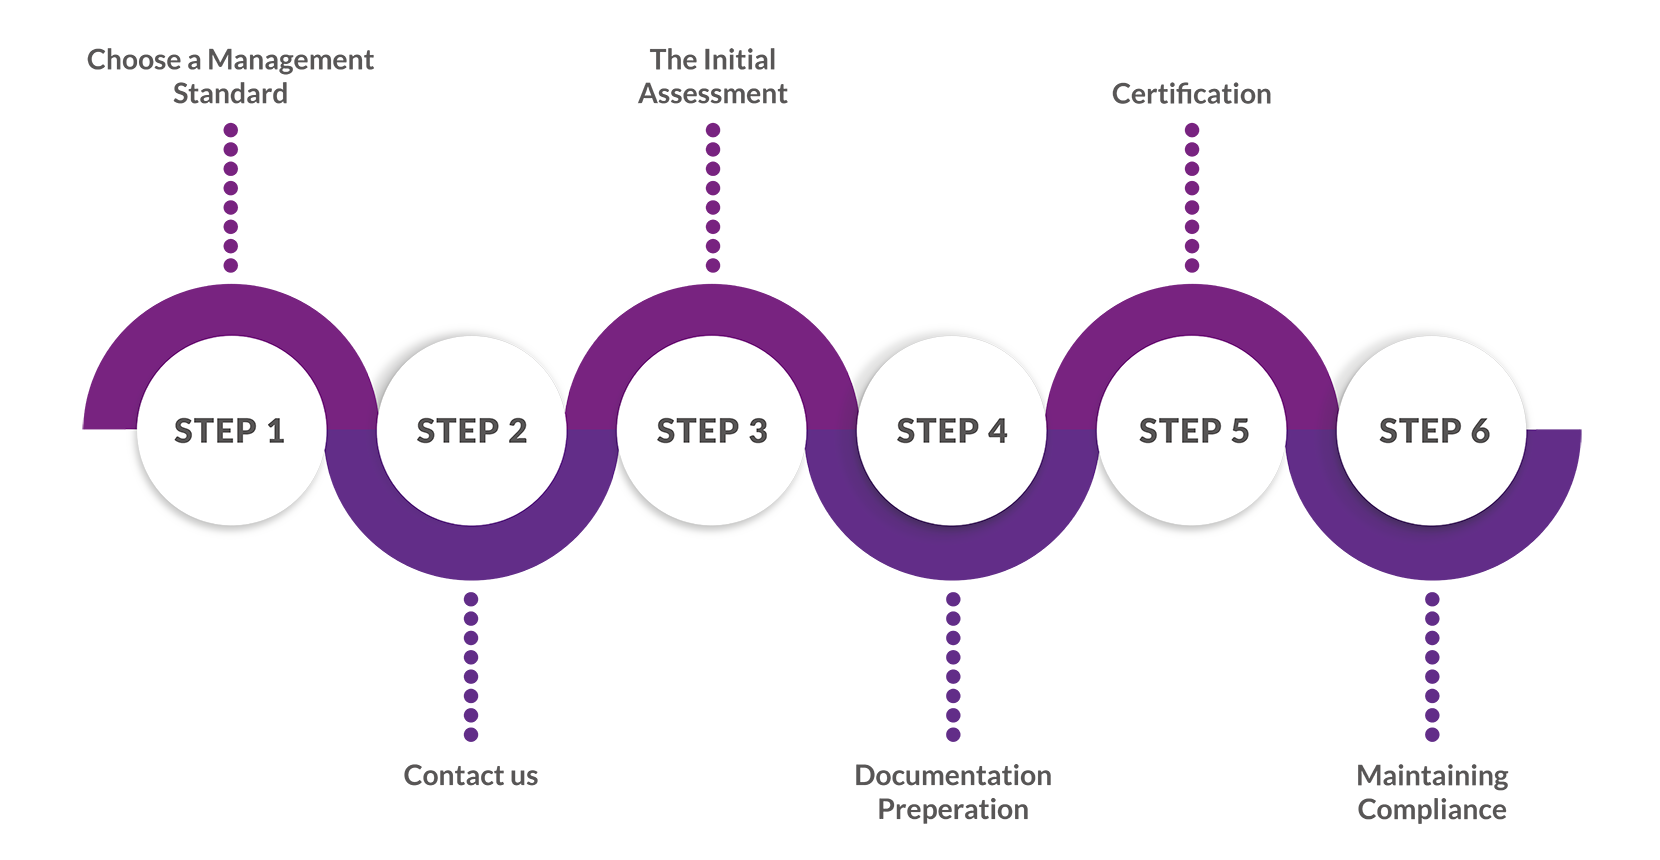 Choose a Management
Standard
The Initial
Assessment
Certification
STEP 1
STEP 2
STEP 3
STEP 4
STEP 5
STEP 6
Contact us
Documentation
Preperation
Maintaining
Compliance